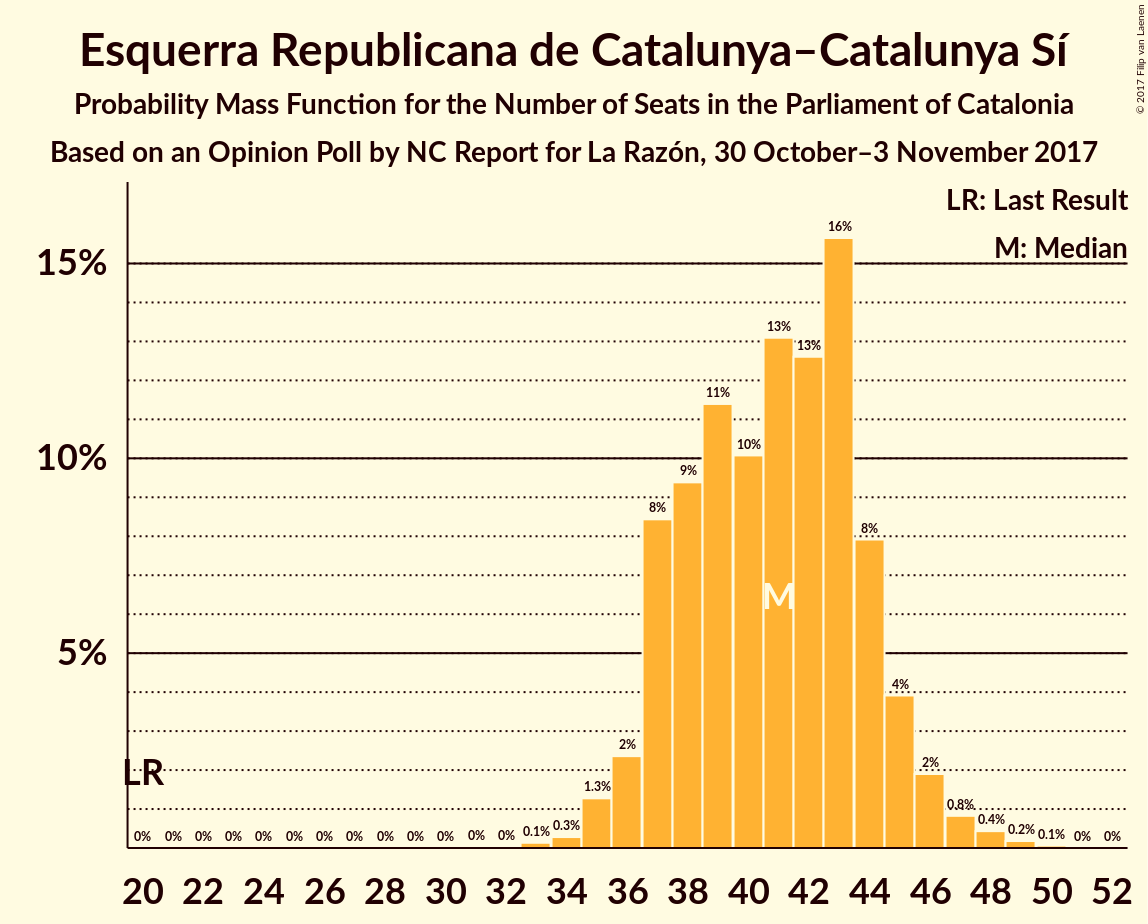 Esquerra Republicana de Catalunya–Catalunya Sí
Probability Mass Function for the Number of Seats in the Parliament of Catalonia
Based on an Opinion Poll by NC Report for La Razón, 30 October–3 November 2017
© 2017 Filip van Laenen
LR: Last Result
M: Median
15%
10%
5%
LR
M
0% 0% 0% 0% 0% 0% 0% 0% 0% 0% 0% 0% 0% 0.1% 0.3% 1.3% 2% 8% 9% 11% 10% 13% 13% 16% 8% 4% 2% 0.8% 0.4% 0.2% 0.1% 0% 0%
20 22 24 26 28 30 32 34 36 38 40 42 44 46 48 50 52